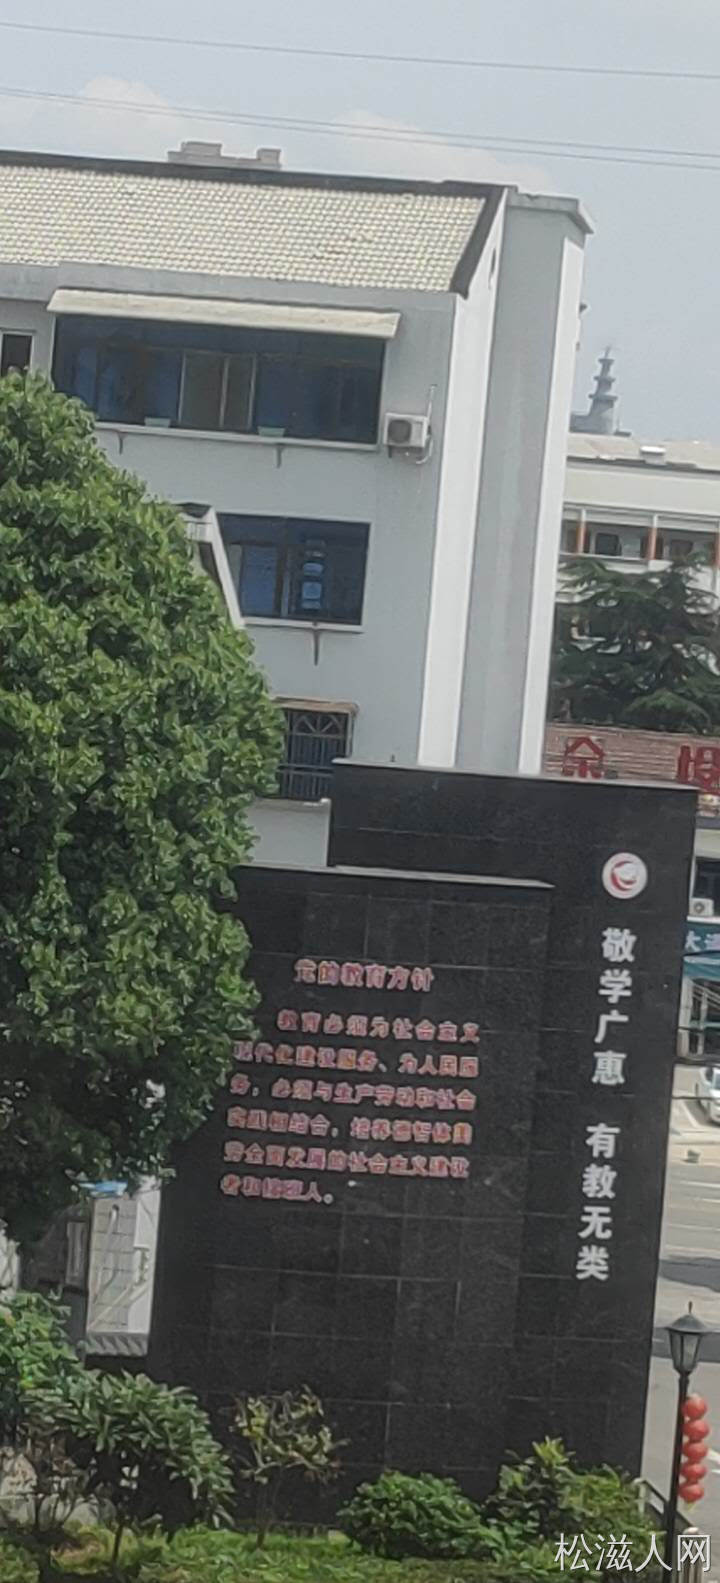 党的教育方针
教育必须为社会主义
现代化建设服务、为人民服
务，必须与生产劳动和社会
实践相结合，培养德智体美
劳全面发展的社会主义建设
者和接班人。
敬学广惠 有教无类
松滋人网